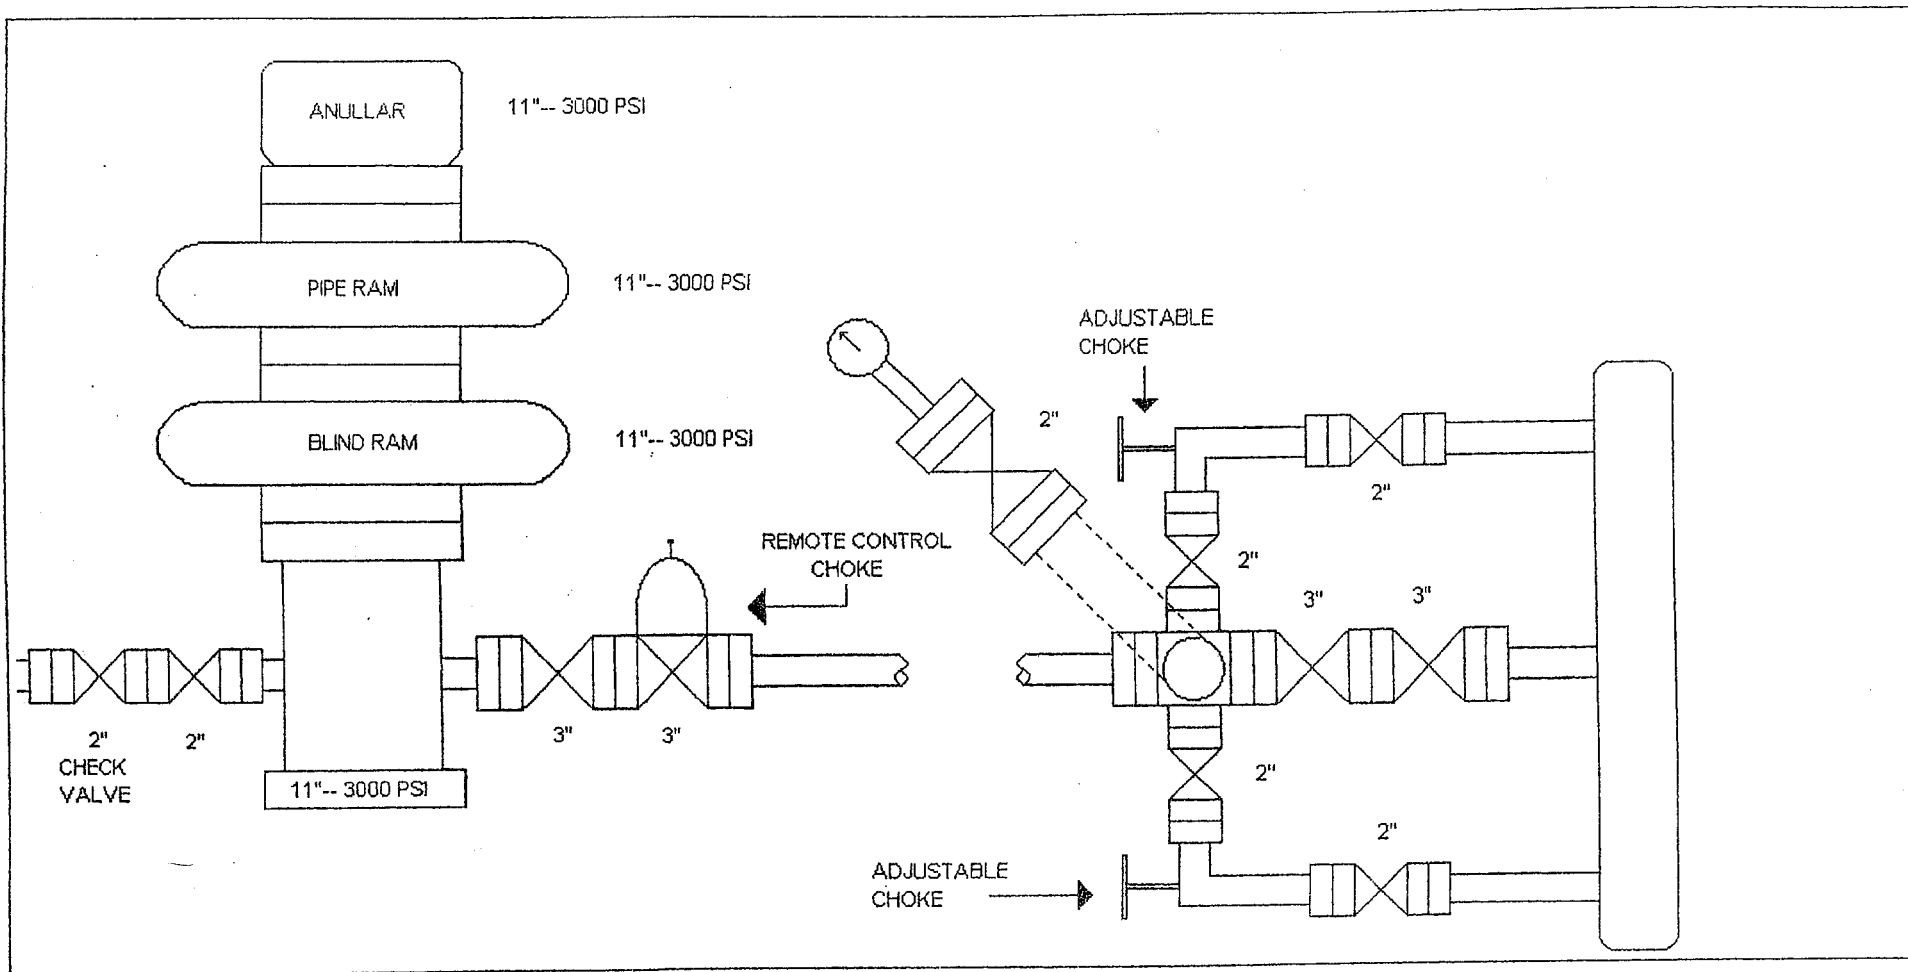 ANULLAR
11"-- 3000 PSI
PIPE RAM
11"-- 3000 PSI
BLIND RAM
11"-- 3000 PSI
REMOTE CONTROL
CHOKE
2"
CHECK
VALVE
2"
11"-- 3000 PSI
3"
3"
2"
ADJUSTABLE
CHOKE
2"
2"
3"
3"
2"
2"
ADJUSTABLE
CHOKE